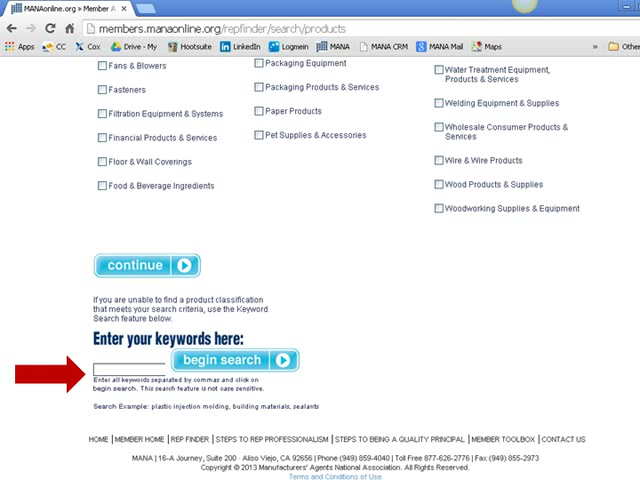 MANAonline.org » Member A
members.manaonline.org/repfinder/search/products
Apps CC Cox Drive - My Hootsuite LinkedIN Logmein MANA MANA CRM MANA Mail Maps » Other
Fans & Blowers
Fasteners
Filtration Equipment & Systems
Financial Products & Services
Floor & Wall Coverings
Food & Beverage Ingredients
Packaging Equipment
Packaging Products & Services
Paper Products
Pet Supplies & Accessories
Water Treatment Equipment,
Products & Services
Welding Equipment & Supplies
Wholesale Consumer Products &
Services
Wire & Wire Products
Wood Products & Supplies
Woodworking Supplies & Equipment
continue
If you are unable to find a product classification
that meets your search criteria, use the Keyword
Search feature below.
Enter your keywords here:
begin search
Enter all keywords separated by commas and click on
begin search. This search feature is not case sensitive.
Search Example: plastic injection molding, building materials, sealants
HOME | MEMBER HOME | REP FINDER | STEPS TO REP PROFESSIONALISM | STEPS TO BEING A QUALITY PRINCIPAL | MEMBER TOOLBOX | CONTACT US
MANA | 16-A Journey, Suite 200 · Aliso Viejo, CA 92656 | Phone (949) 859-4040 | Toll Free 877-626-2776 | Fax (949) 855-2973
Copyright © 2013 Manufacturers' Agents National Association. All Rights Reserved.
Terms and Conditions of Use